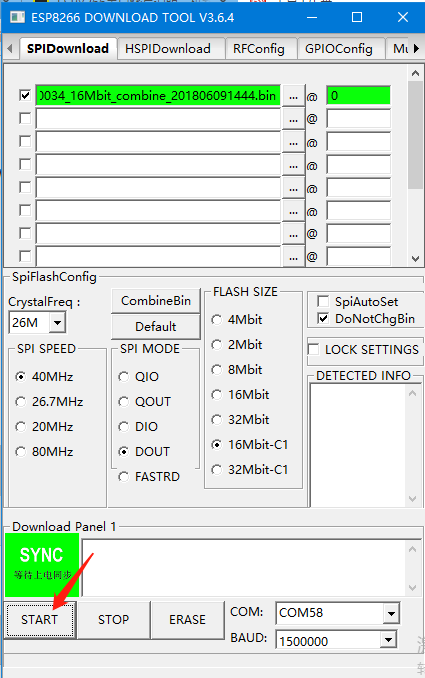 ESP8266 DOWNLOAD TOOL V3.6.4
SPIDownload HSPIDownload RFConfig GPIOConfig Mu
0034_16Mbit_combine_201806091444.bin ... @ 0
... @
... @
... @
... @
... @
... @
... @
SpiFlashConfig
CrystalFreq :
26M
CombineBin
Default
SPI SPEED
40MHz
26.7MHz
20MHz
80MHz
SPI MODE
QIO
QOUT
DIO
DOUT
FASTRD
FLASH SIZE
4Mbit
2Mbit
8Mbit
16Mbit
32Mbit
16Mbit-C1
32Mbit-C1
SpiAutoSet
DoNotChgBin
LOCK SETTINGS
DETECTED INFO
Download Panel 1
SYNC
等待上电同步
START STOP ERASE
COM: COM58
BAUD: 1500000